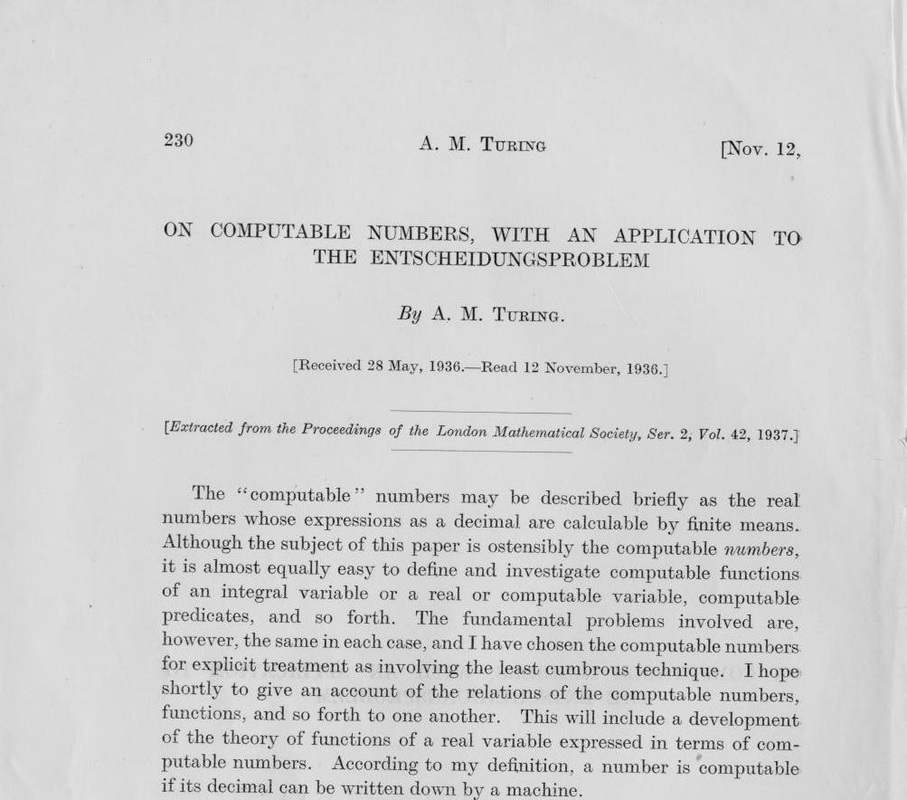 230 A. M. TURING [Nov. 12,
ON COMPUTABLE NUMBERS, WITH AN APPLICATION TO
THE ENTSCHEIDUNGSPROBLEM
By A. M. TURING.
[Received 28 May, 1936.—Read 12 November, 1936.]
[Extracted from the Proceedings of the London Mathematical Society, Ser. 2, Vol. 42, 1937.]
The “computable” numbers may be described briefly as the real
numbers whose expressions as a decimal are calculable by finite means.
Although the subject of this paper is ostensibly the computable numbers,
it is almost equally easy to define and investigate computable functions
of an integral variable or a real or computable variable, computable
predicates, and so forth. The fundamental problems involved are,
however, the same in each case, and I have chosen the computable numbers
for explicit treatment as involving the least cumbrous technique. I hope
shortly to give an account of the relations of the computable numbers,
functions, and so forth to one another. This will include a development
of the theory of functions of a real variable expressed in terms of com-
putable numbers. According to my definition, a number is computable
if its decimal can be written down by a machine.